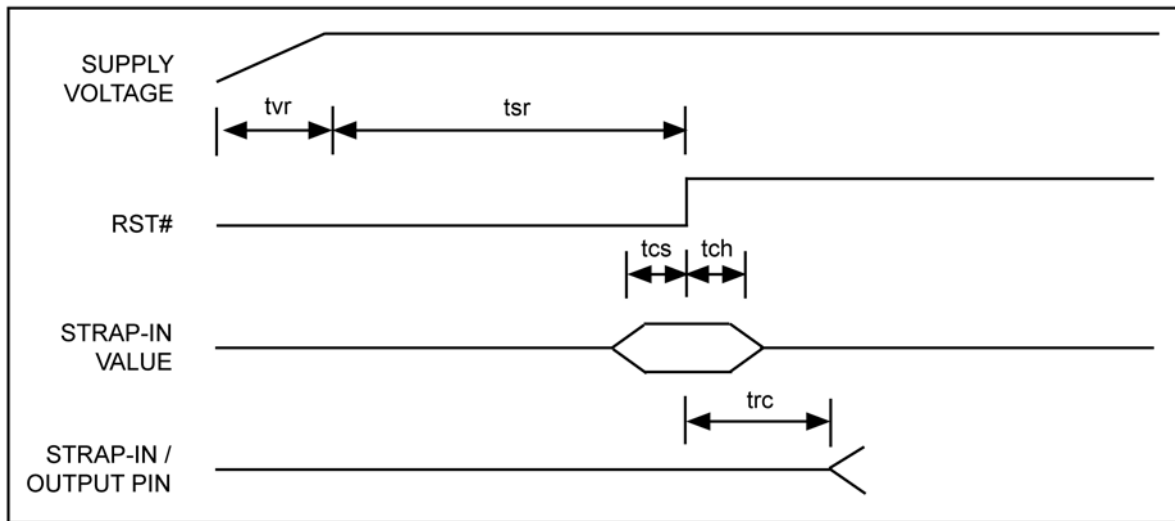 SUPPLY
VOLTAGE
tvr
tsr
RST#
tcs
tch
STRAP-IN
VALUE
trc
STRAP-IN /
OUTPUT PIN